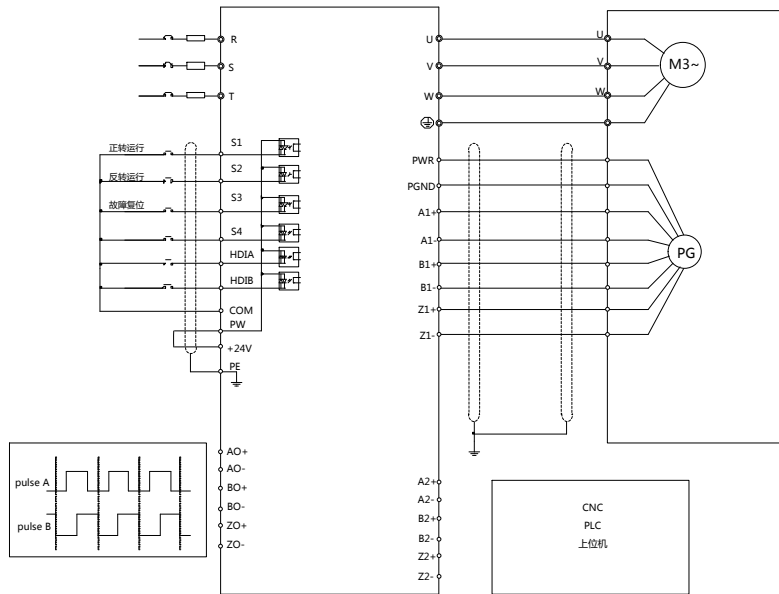 R
S
T
U
V
W
U
V
W
M3~
正转运行
S1
反转运行
S2
故障复位
S3
S4
HDIA
HDIB
COM
PW
+24V
PE
PWR
PGND
A1+
A1-
B1+
B1-
Z1+
Z1-
PG
pulse A
pulse B
AO+
AO-
BO+
BO-
ZO+
ZO-
A2+
A2-
B2+
B2-
Z2+
Z2-
CNC
PLC
上位机